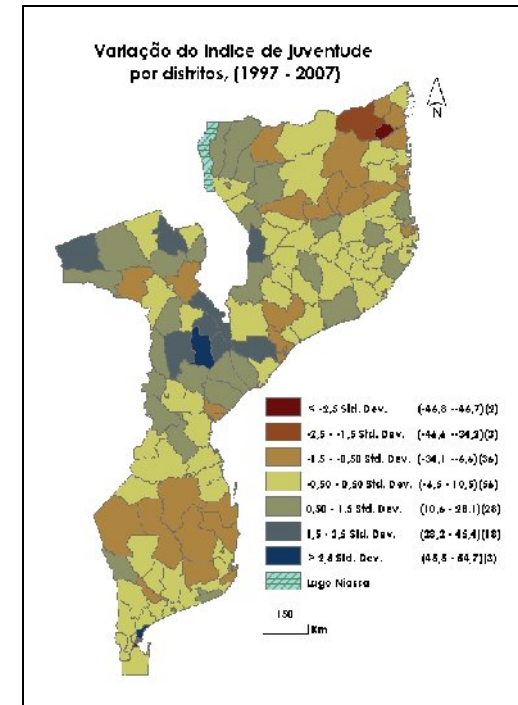 Variação do índice de juventude
por distritos, (1997 - 2007)
N
< -2,5 Std. Dev. (-46,8 --46,7)(2)
-2,5 - -1,5 Std. Dev. (-46,6 --34,2)(3)
-1,5 - -0,50 Std. Dev. (-34,1 --6,6)(36)
-0,50 - 0,50 Std. Dev. (-6,5 - 10,5)(56)
0,50 - 1,5 Std. Dev. (10,6 - 28,1)(28)
1,5 - 2,5 Std. Dev. (28,2 - 45,4)(18)
> 2,5 Std. Dev. (45,5 - 54,7)(3)
Lago Niassa
150
Km